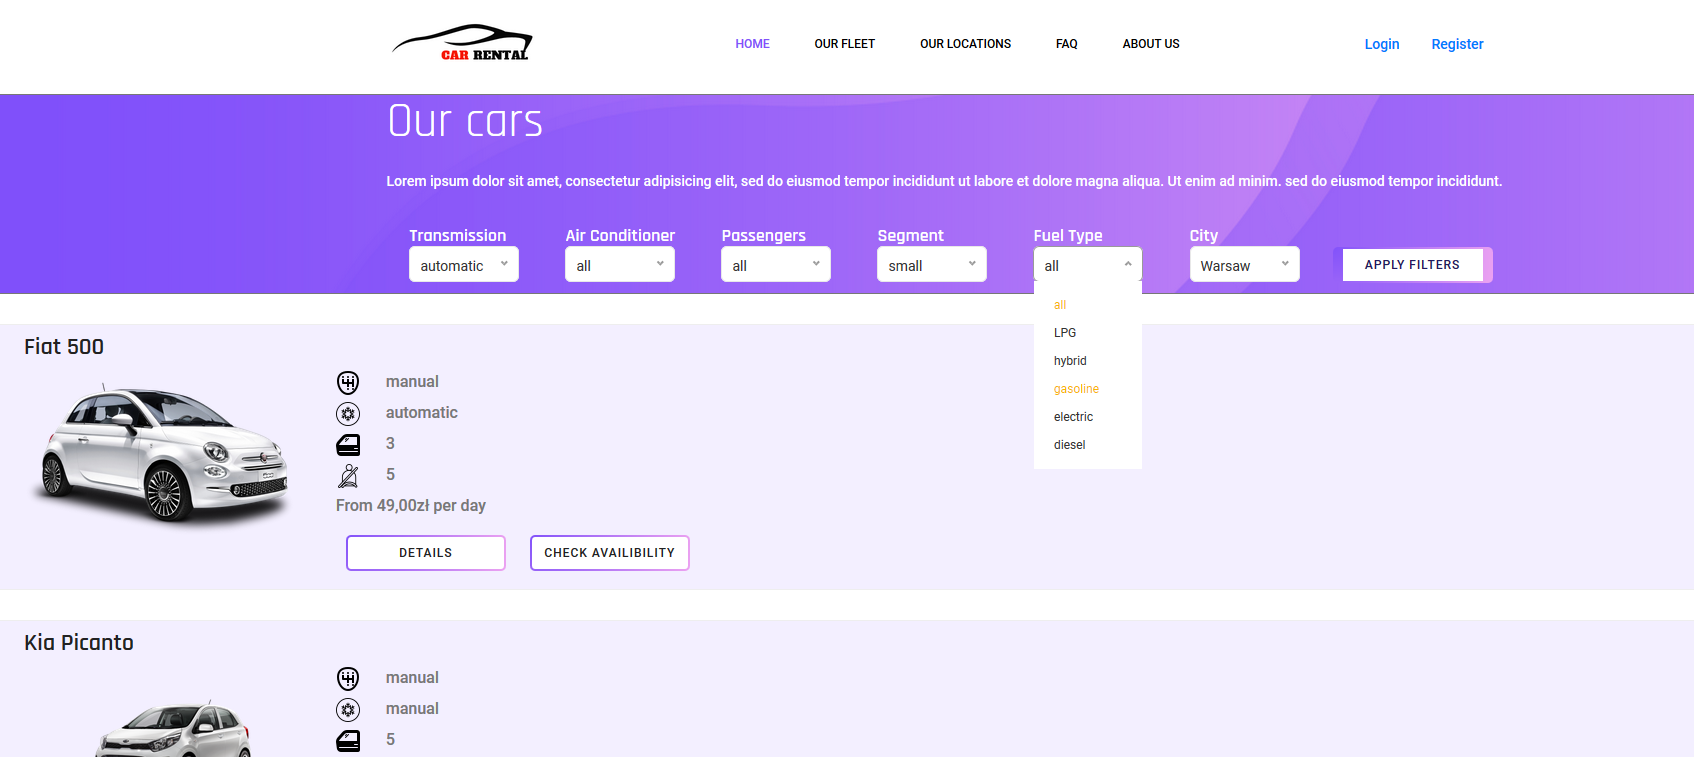 CAR RENTAL
HOME OUR FLEET OUR LOCATIONS FAQ ABOUT US
Login Register
Our cars
Lorem ipsum dolor sit amet, consectetur adipisicing elit, sed do eiusmod tempor incididunt ut labore et dolore magna aliqua. Ut enim ad minim. sed do eiusmod tempor incididunt.
Transmission Air Conditioner Passengers Segment Fuel Type City
automatic all all small all Warsaw APPLY FILTERS
all
LPG
hybrid
gasoline
electric
diesel
Fiat 500
manual
automatic
3
5
From 49,00zł per day
DETAILS CHECK AVAILIBILITY
Kia Picanto
manual
manual
5